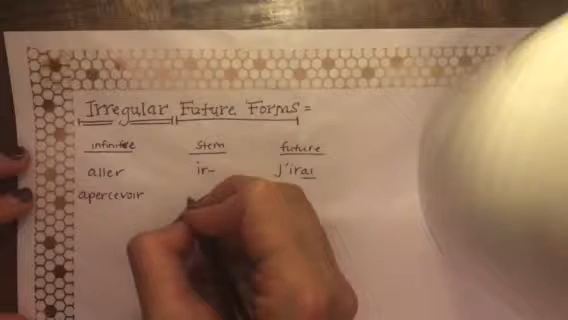 Irregular Future Forms =
infinitive stem future
aller ir- j'irai
apercevoir